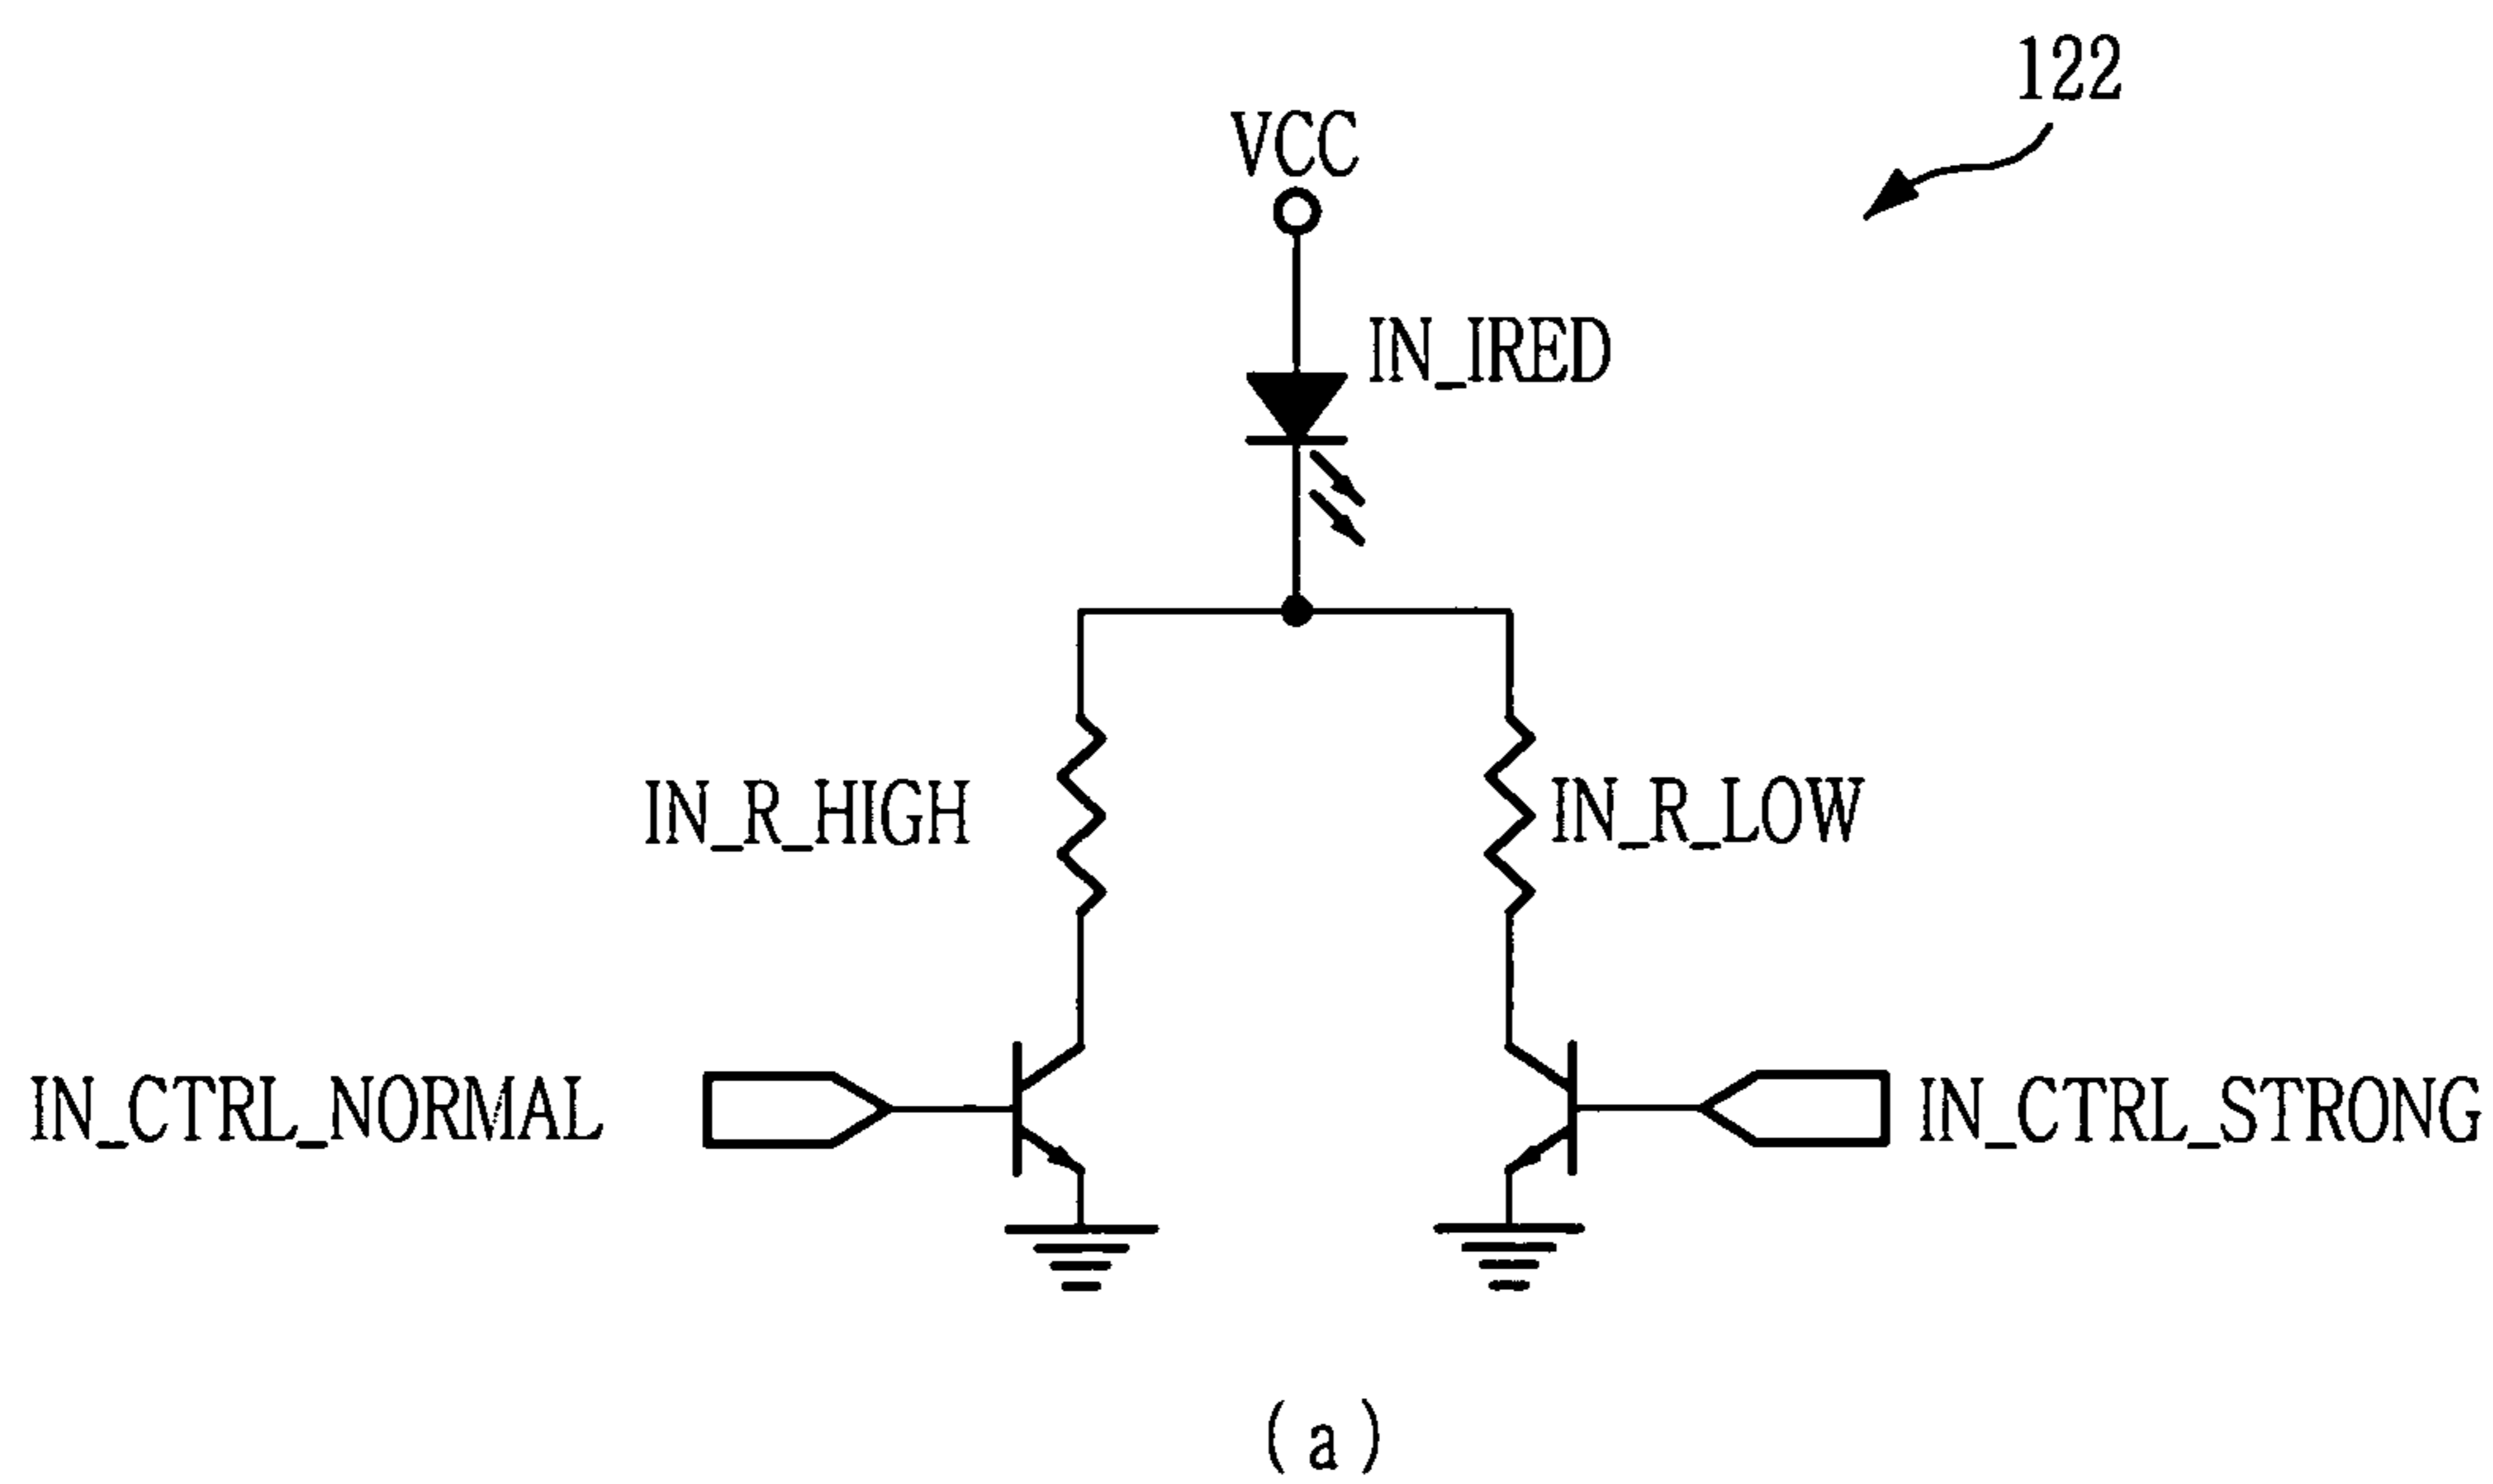 122
VCC
IN_IRED
IN_R_HIGH
IN_R_LOW
IN_CTRL_NORMAL
IN_CTRL_STRONG
(a)